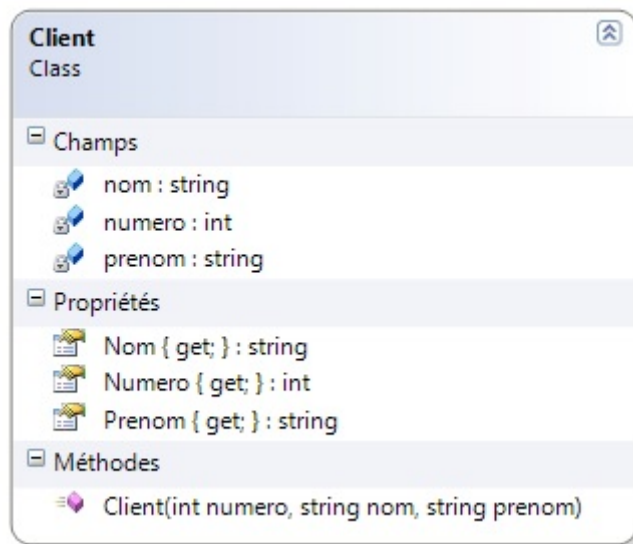 Client
Class
Champs
nom : string
numero : int
prenom : string
Propriétés
Nom { get; } : string
Numero { get; } : int
Prenom { get; } : string
Méthodes
Client(int numero, string nom, string prenom)